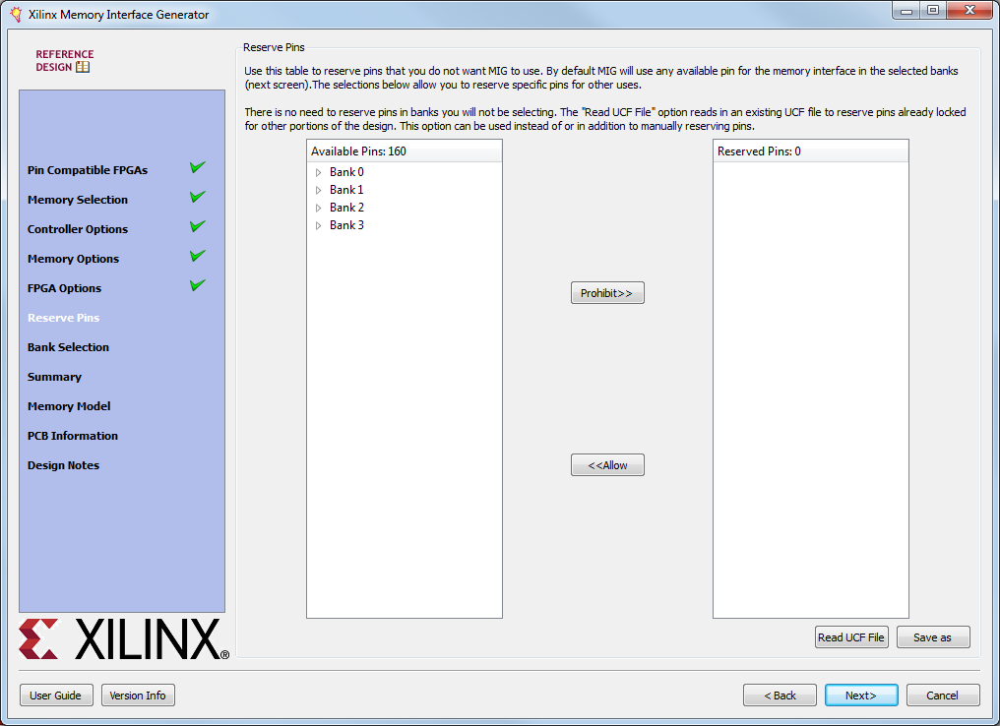 Xilinx Memory Interface Generator
REFERENCE
DESIGN
Pin Compatible FPGAs
Memory Selection
Controller Options
Memory Options
FPGA Options
Reserve Pins
Bank Selection
Summary
Memory Model
PCB Information
Design Notes
XILINX®
Reserve Pins
Use this table to reserve pins that you do not want MIG to use. By default MIG will use any available pin for the memory interface in the selected banks
(next screen).The selections below allow you to reserve specific pins for other uses.
There is no need to reserve pins in banks you will not be selecting. The "Read UCF File" option reads in an existing UCF file to reserve pins already locked
for other portions of the design. This option can be used instead of or in addition to manually reserving pins.
Available Pins: 160
Bank 0
Bank 1
Bank 2
Bank 3
Prohibit>>
<<Allow
Reserved Pins: 0
Read UCF File
Save as
User Guide
Version Info
< Back
Next>
Cancel